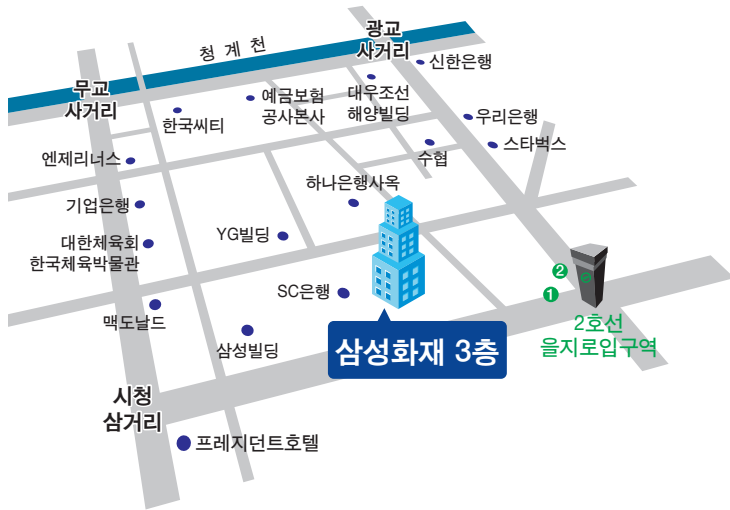 청계천
광교
사거리
신한은행
무교
사거리
예금보험
공사본사
대우조선
해양빌딩
한국씨티
우리은행
스타벅스
수협
엔제리너스
하나은행사옥
기업은행
YG빌딩
대한체육회
한국체육박물관
2
SC은행
1
맥도날드
삼성빌딩
삼성화재 3층
2호선
을지로입구역
시청
삼거리
프레지던트호텔